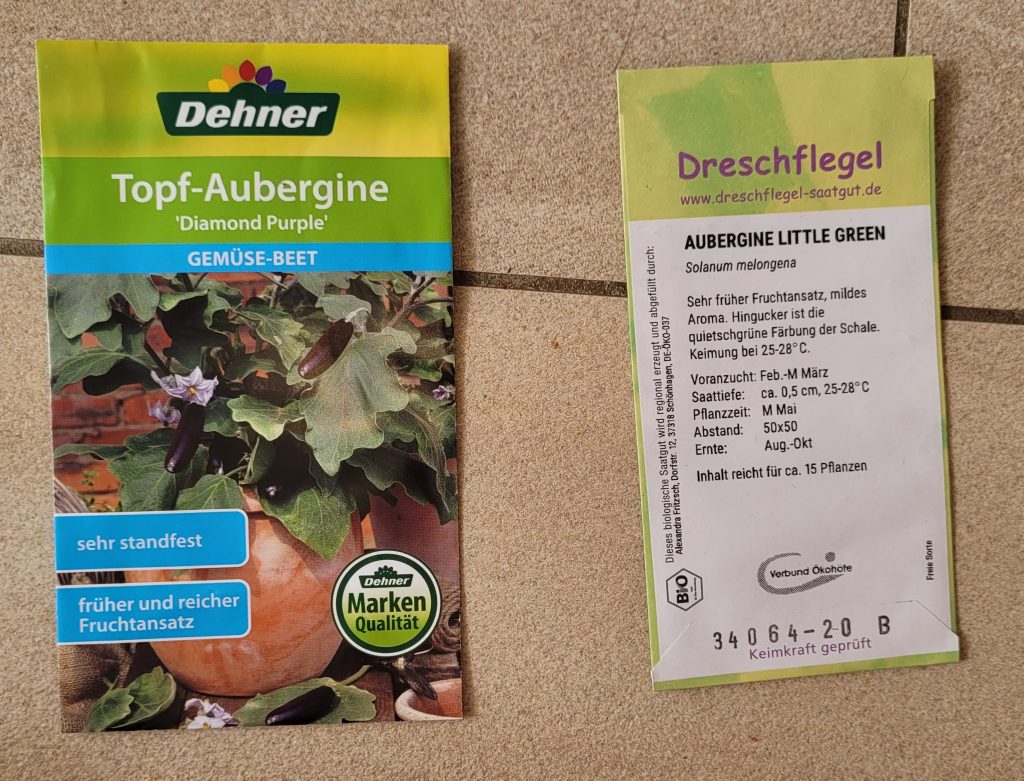 Dehner
Topf-Aubergine
'Diamond Purple'
GEMÜSE-BEET
sehr standfest
früher und reicher
Fruchtansatz
Dehner
Marken
Qualität
Dreschflegel
www.dreschflegel-saatgut.de
AUBERGINE LITTLE GREEN
Solanum melongena
Sehr früher Fruchtansatz, mildes
Aroma. Hingucker ist die
quietschgrüne Färbung der Schale.
Keimung bei 25-28°C.
Voranzucht: Feb.-M März
Saattiefe: ca. 0,5 cm, 25-28°C
Pflanzzeit: M Mai
Abstand: 50x50
Ernte: Aug.-Okt
Inhalt reicht für ca. 15 Pflanzen
Dieses biologische Saatgut wird regional erzeugt und abgefüllt durch:
Alexandra Fritzsch, Dorfstr. 12, 37318 Schönhagen, DE-ÖKO-037
Bio
Verbund Ökohöfe
Freie Sorte
34064-20 B
Keimkraft geprüft